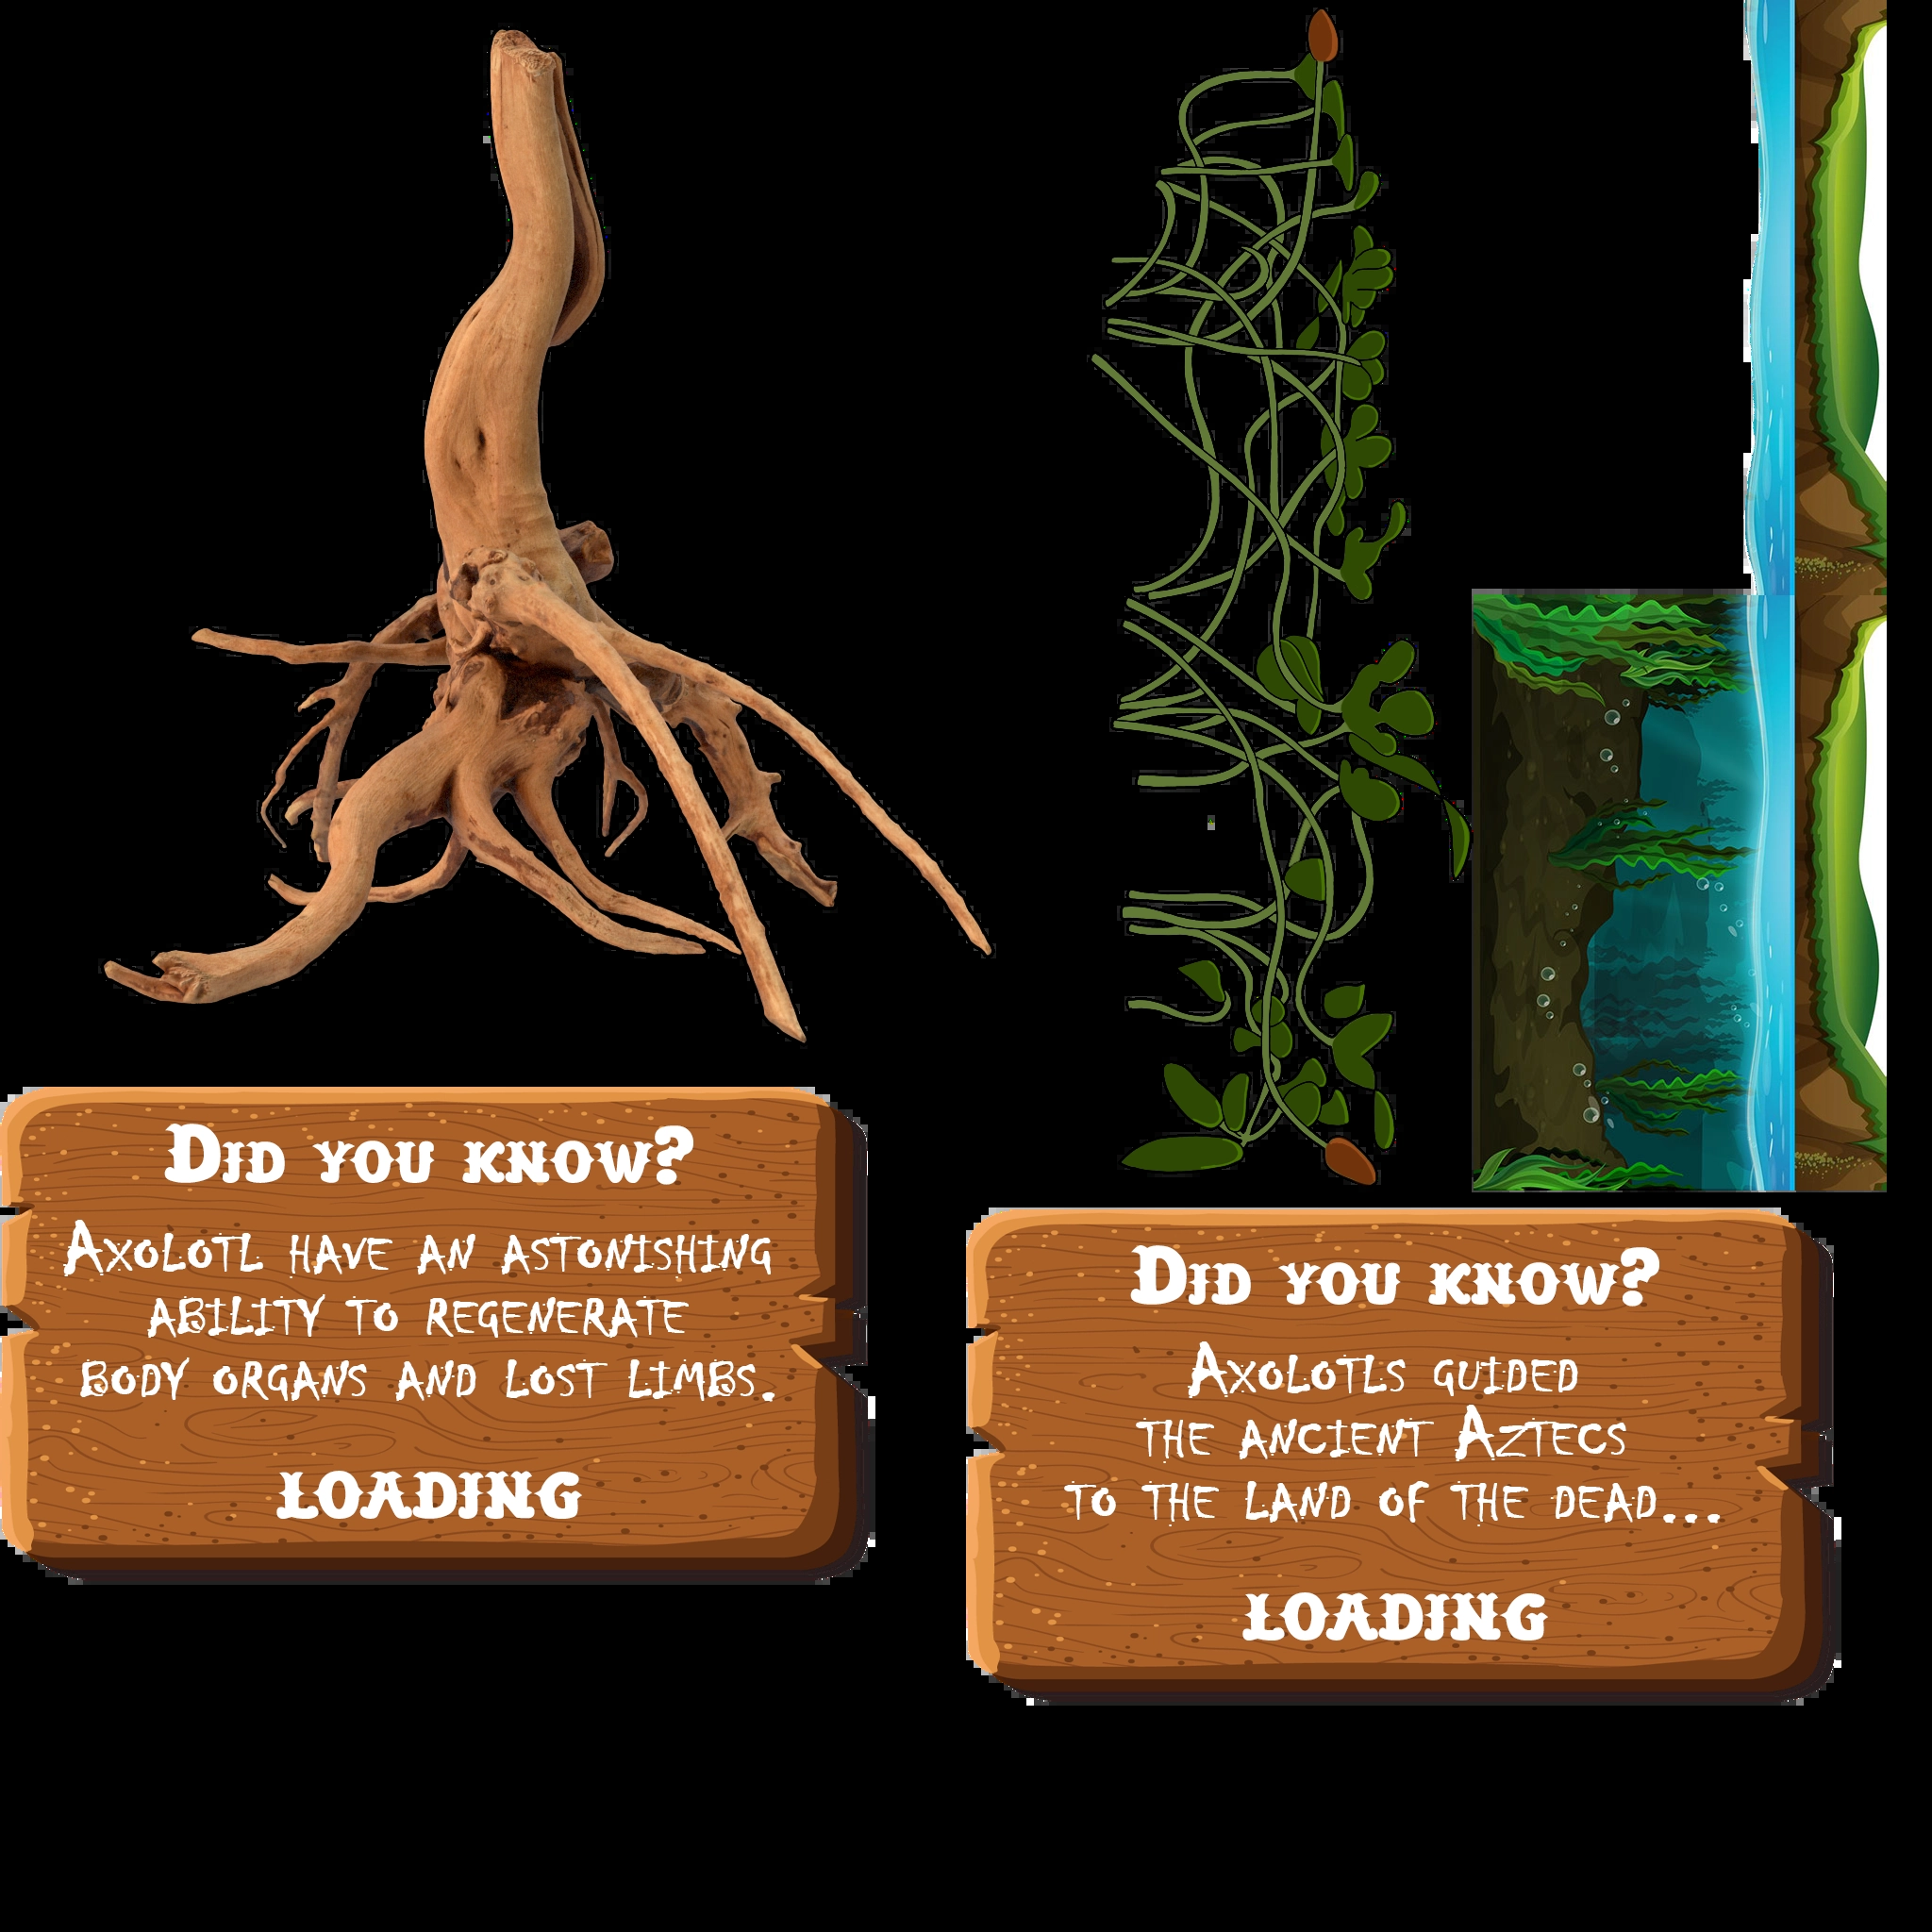 Did you know?
Axolotl have an astonishing
ability to regenerate
body organs and lost limbs.
LOADING
Did you know?
Axolotls guided
the ancient Aztecs
to the land of the dead...
LOADING